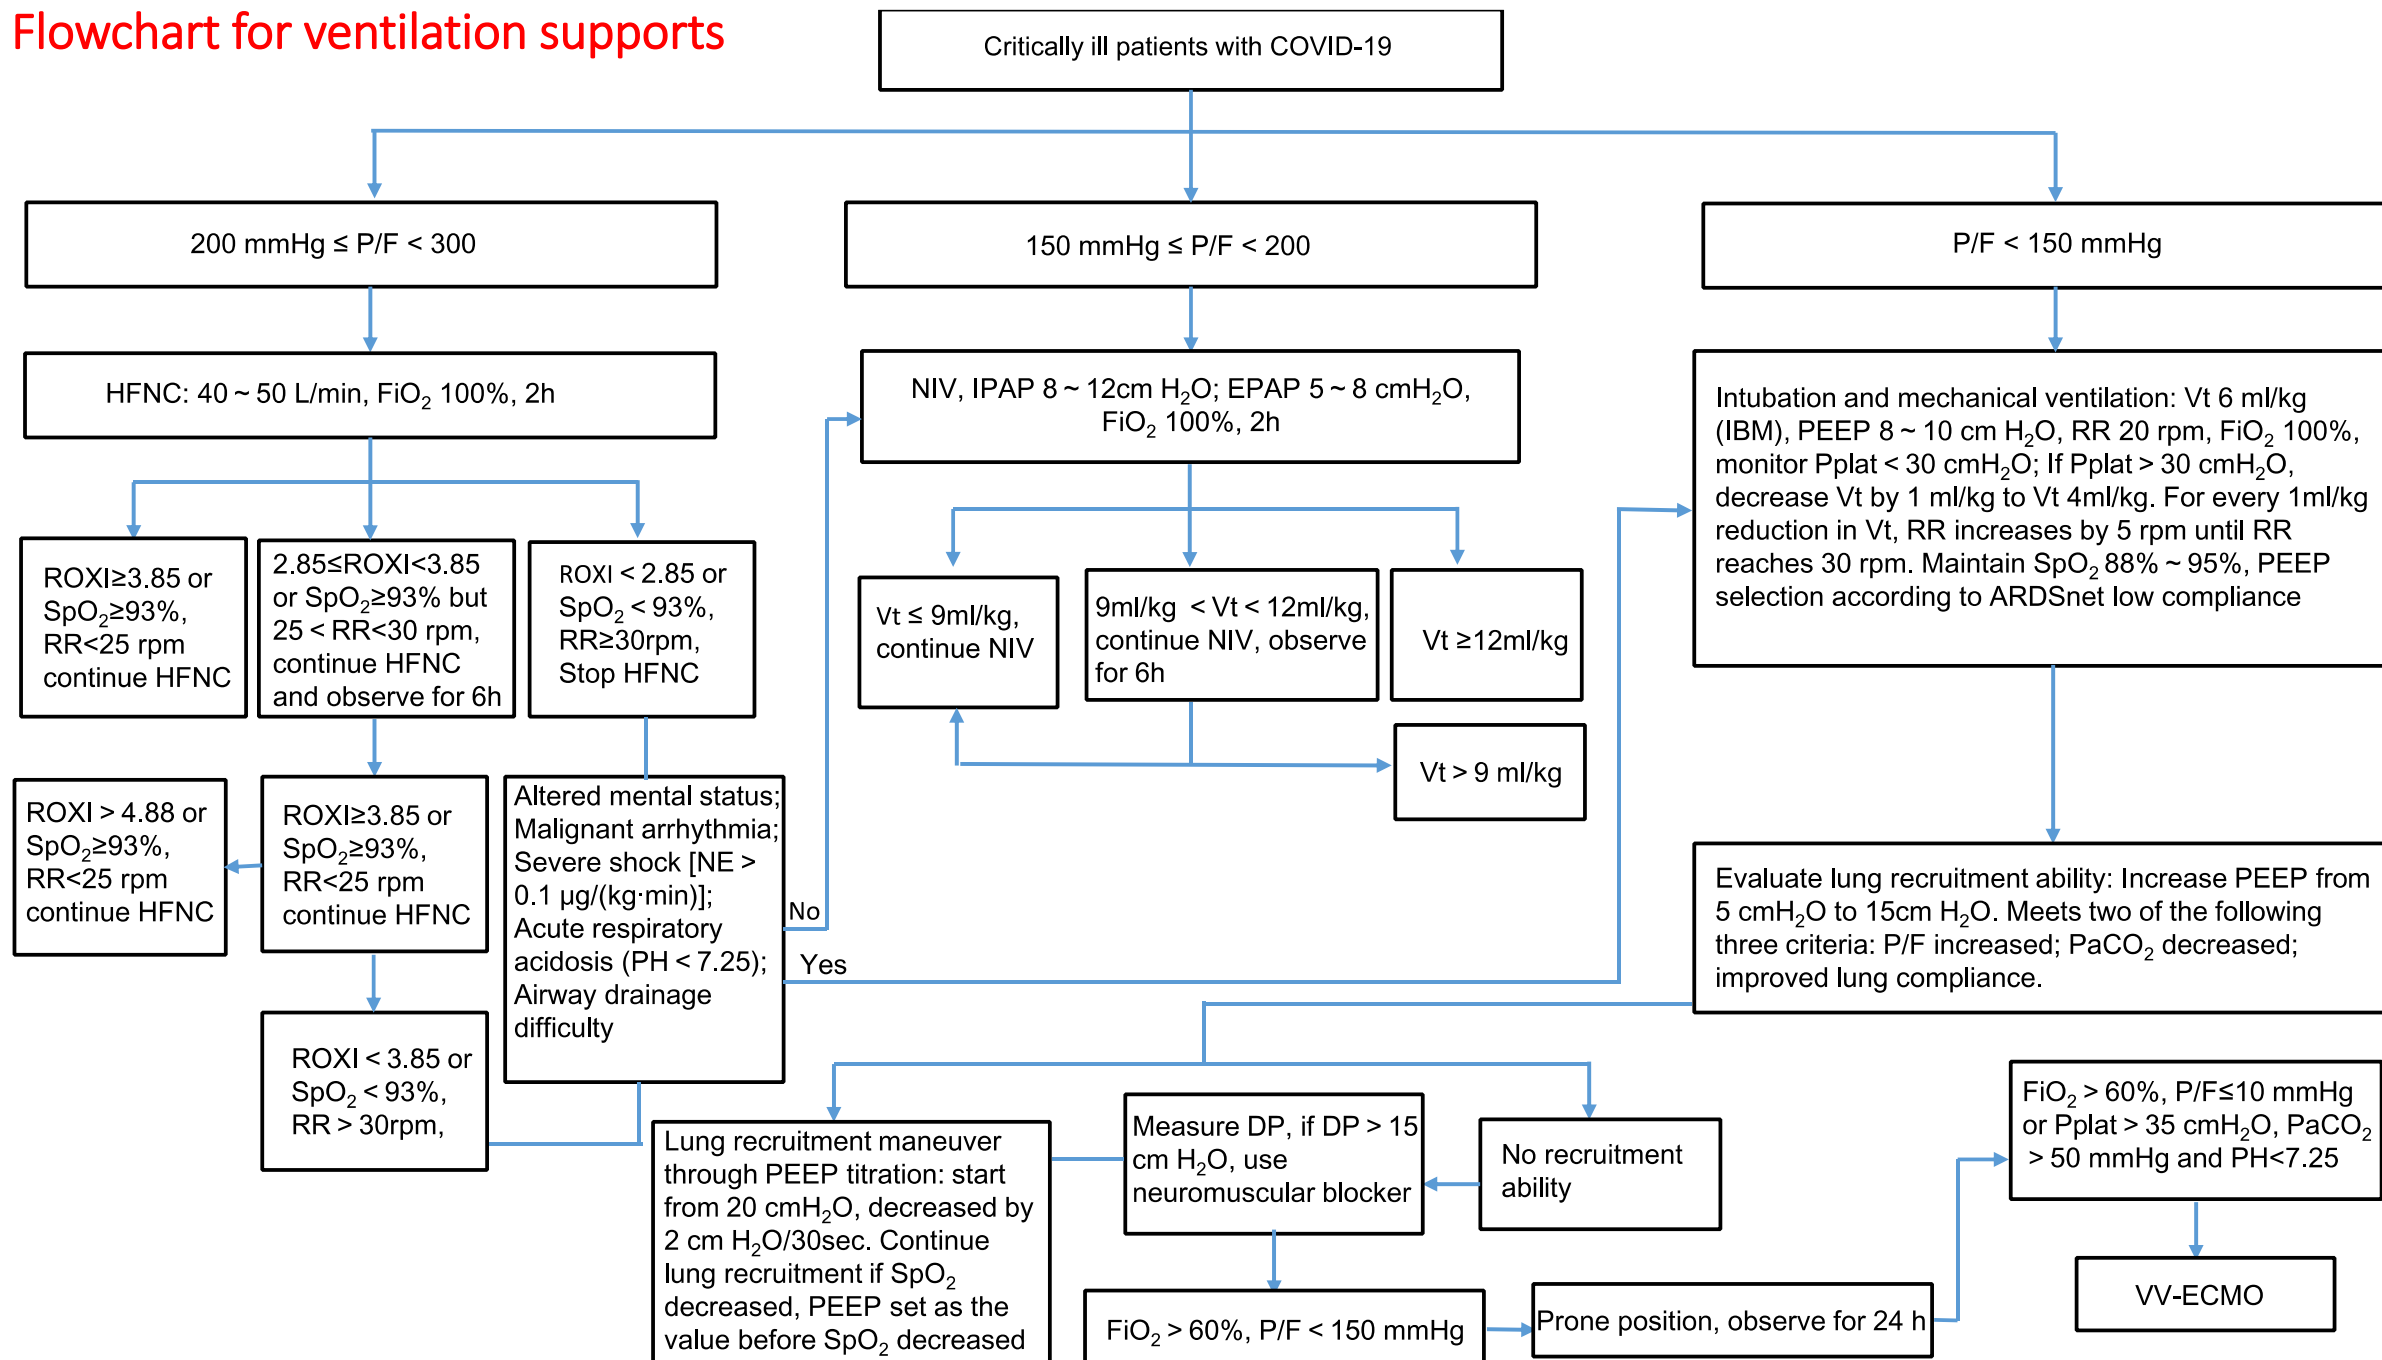 Flowchart for ventilation supports
Critically ill patients with COVID-19
200 mmHg ≤ P/F < 300
150 mmHg ≤ P/F < 200
P/F < 150 mmHg
HFNC: 40 ~ 50 L/min, FiO₂ 100%, 2h
NIV, IPAP 8 ~ 12cm H₂O; EPAP 5 ~ 8 cmH₂O,
FiO₂ 100%, 2h
Intubation and mechanical ventilation: Vt 6 ml/kg
(IBM), PEEP 8 ~ 10 cm H₂O, RR 20 rpm, FiO₂ 100%,
monitor Pplat < 30 cmH₂O; If Pplat > 30 cmH₂O,
decrease Vt by 1 ml/kg to Vt 4ml/kg. For every 1ml/kg
reduction in Vt, RR increases by 5 rpm until RR
reaches 30 rpm. Maintain SpO₂ 88% ~ 95%, PEEP
selection according to ARDSnet low compliance
ROXI≥3.85 or
SpO₂≥93%,
RR<25 rpm
continue HFNC
2.85≤ROXI<3.85
or SpO₂≥93% but
25 < RR<30 rpm,
continue HFNC
and observe for 6h
ROXI < 2.85 or
SpO₂ < 93%,
RR≥30rpm,
Stop HFNC
Vt ≤ 9ml/kg,
continue NIV
9ml/kg < Vt < 12ml/kg,
continue NIV, observe
for 6h
Vt ≥12ml/kg
Vt > 9 ml/kg
ROXI > 4.88 or
SpO₂≥93%,
RR<25 rpm
continue HFNC
ROXI≥3.85 or
SpO₂≥93%,
RR<25 rpm
continue HFNC
Altered mental status;
Malignant arrhythmia;
Severe shock [NE >
0.1 μg/(kg·min)];
Acute respiratory
acidosis (PH < 7.25);
Airway drainage
difficulty
No
Yes
Evaluate lung recruitment ability: Increase PEEP from
5 cmH₂O to 15cm H₂O. Meets two of the following
three criteria: P/F increased; PaCO₂ decreased;
improved lung compliance.
ROXI < 3.85 or
SpO₂ < 93%,
RR > 30rpm,
Lung recruitment maneuver
through PEEP titration: start
from 20 cmH₂O, decreased by
2 cm H₂O/30sec. Continue
lung recruitment if SpO₂
decreased, PEEP set as the
value before SpO₂ decreased
Measure DP, if DP > 15
cm H₂O, use
neuromuscular blocker
No recruitment
ability
FiO₂ > 60%, P/F≤10 mmHg
or Pplat > 35 cmH₂O, PaCO₂
> 50 mmHg and PH<7.25
FiO₂ > 60%, P/F < 150 mmHg
Prone position, observe for 24 h
VV-ECMO